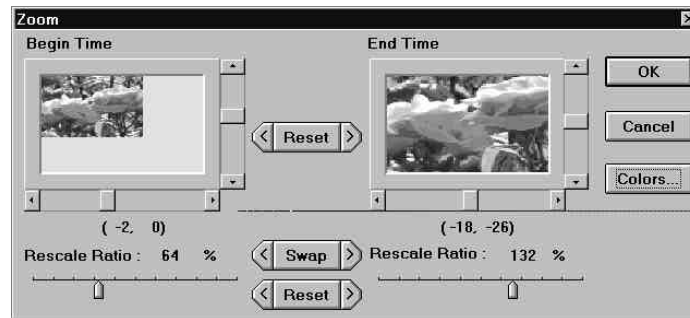 Zoom
Begin Time
End Time
OK
Reset
Cancel
Colors...
( -2, 0)
(-18, -26)
Rescale Ratio : 64 %
Swap
Rescale Ratio : 132 %
Reset